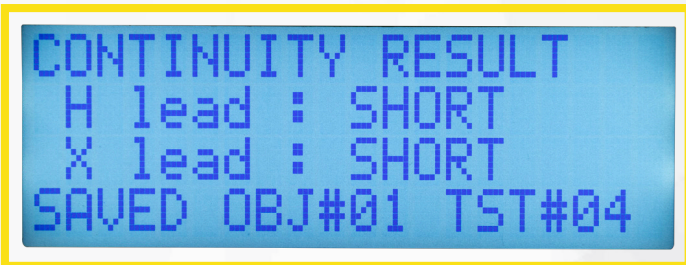 CONTINUITY RESULT
H lead : SHORT
X lead : SHORT
SAVED OBJ#01 TST#04